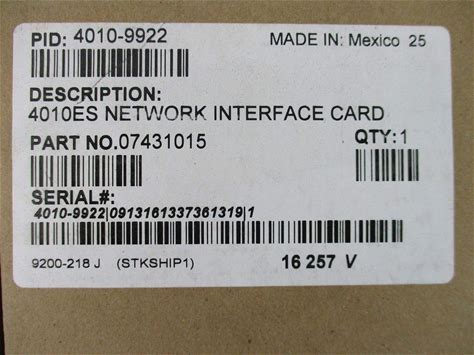 PID: 4010-9922 MADE IN: Mexico 25
DESCRIPTION:
4010ES NETWORK INTERFACE CARD
PART NO.07431015 QTY:1
SERIAL#:
4010-9922|0913161337361319|1
9200-218 J (STKSHIP1) 16 257 V